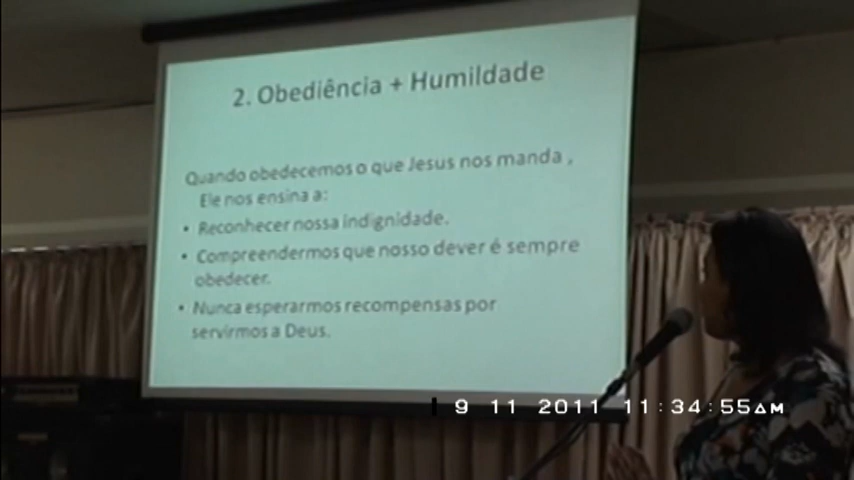 2. Obediência + Humildade
Quando obedecemos o que Jesus nos manda ,
Ele nos ensina a:
• Reconhecer nossa indignidade.
• Compreendermos que nosso dever é sempre
obedecer.
• Nunca esperarmos recompensas por
servirmos a Deus.
9 11 2011 11:34:55AM